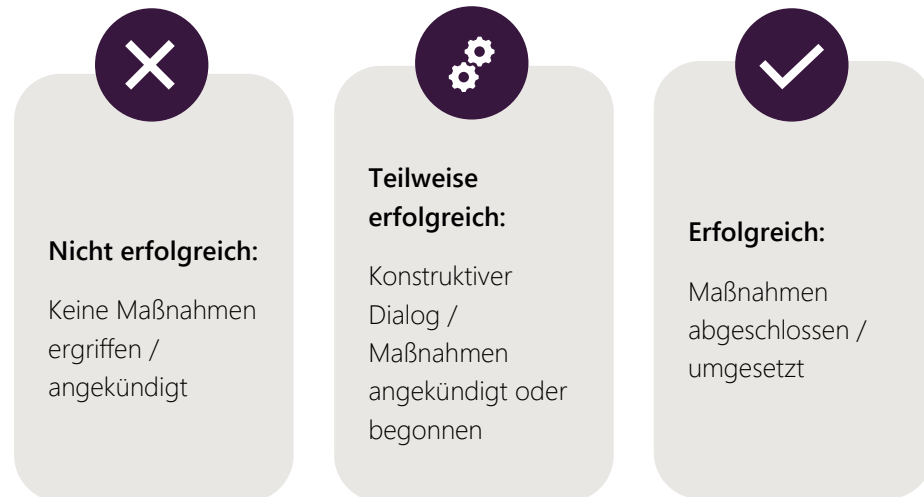 Nicht erfolgreich:
Keine Maßnahmen
ergriffen /
angekündigt
Teilweise
erfolgreich:
Konstruktiver
Dialog /
Maßnahmen
angekündigt oder
begonnen
Erfolgreich:
Maßnahmen
abgeschlossen /
umgesetzt